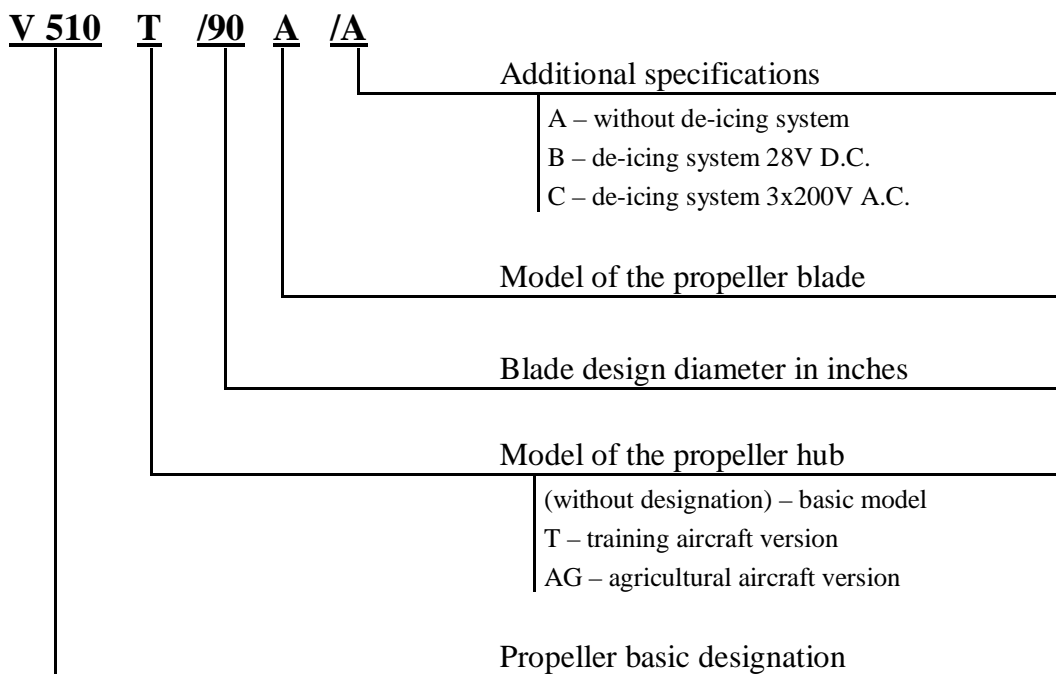 V 510 T /90 A /A
Additional specifications
A – without de-icing system
B – de-icing system 28V D.C.
C – de-icing system 3x200V A.C.
Model of the propeller blade
Blade design diameter in inches
Model of the propeller hub
(without designation) – basic model
T – training aircraft version
AG – agricultural aircraft version
Propeller basic designation